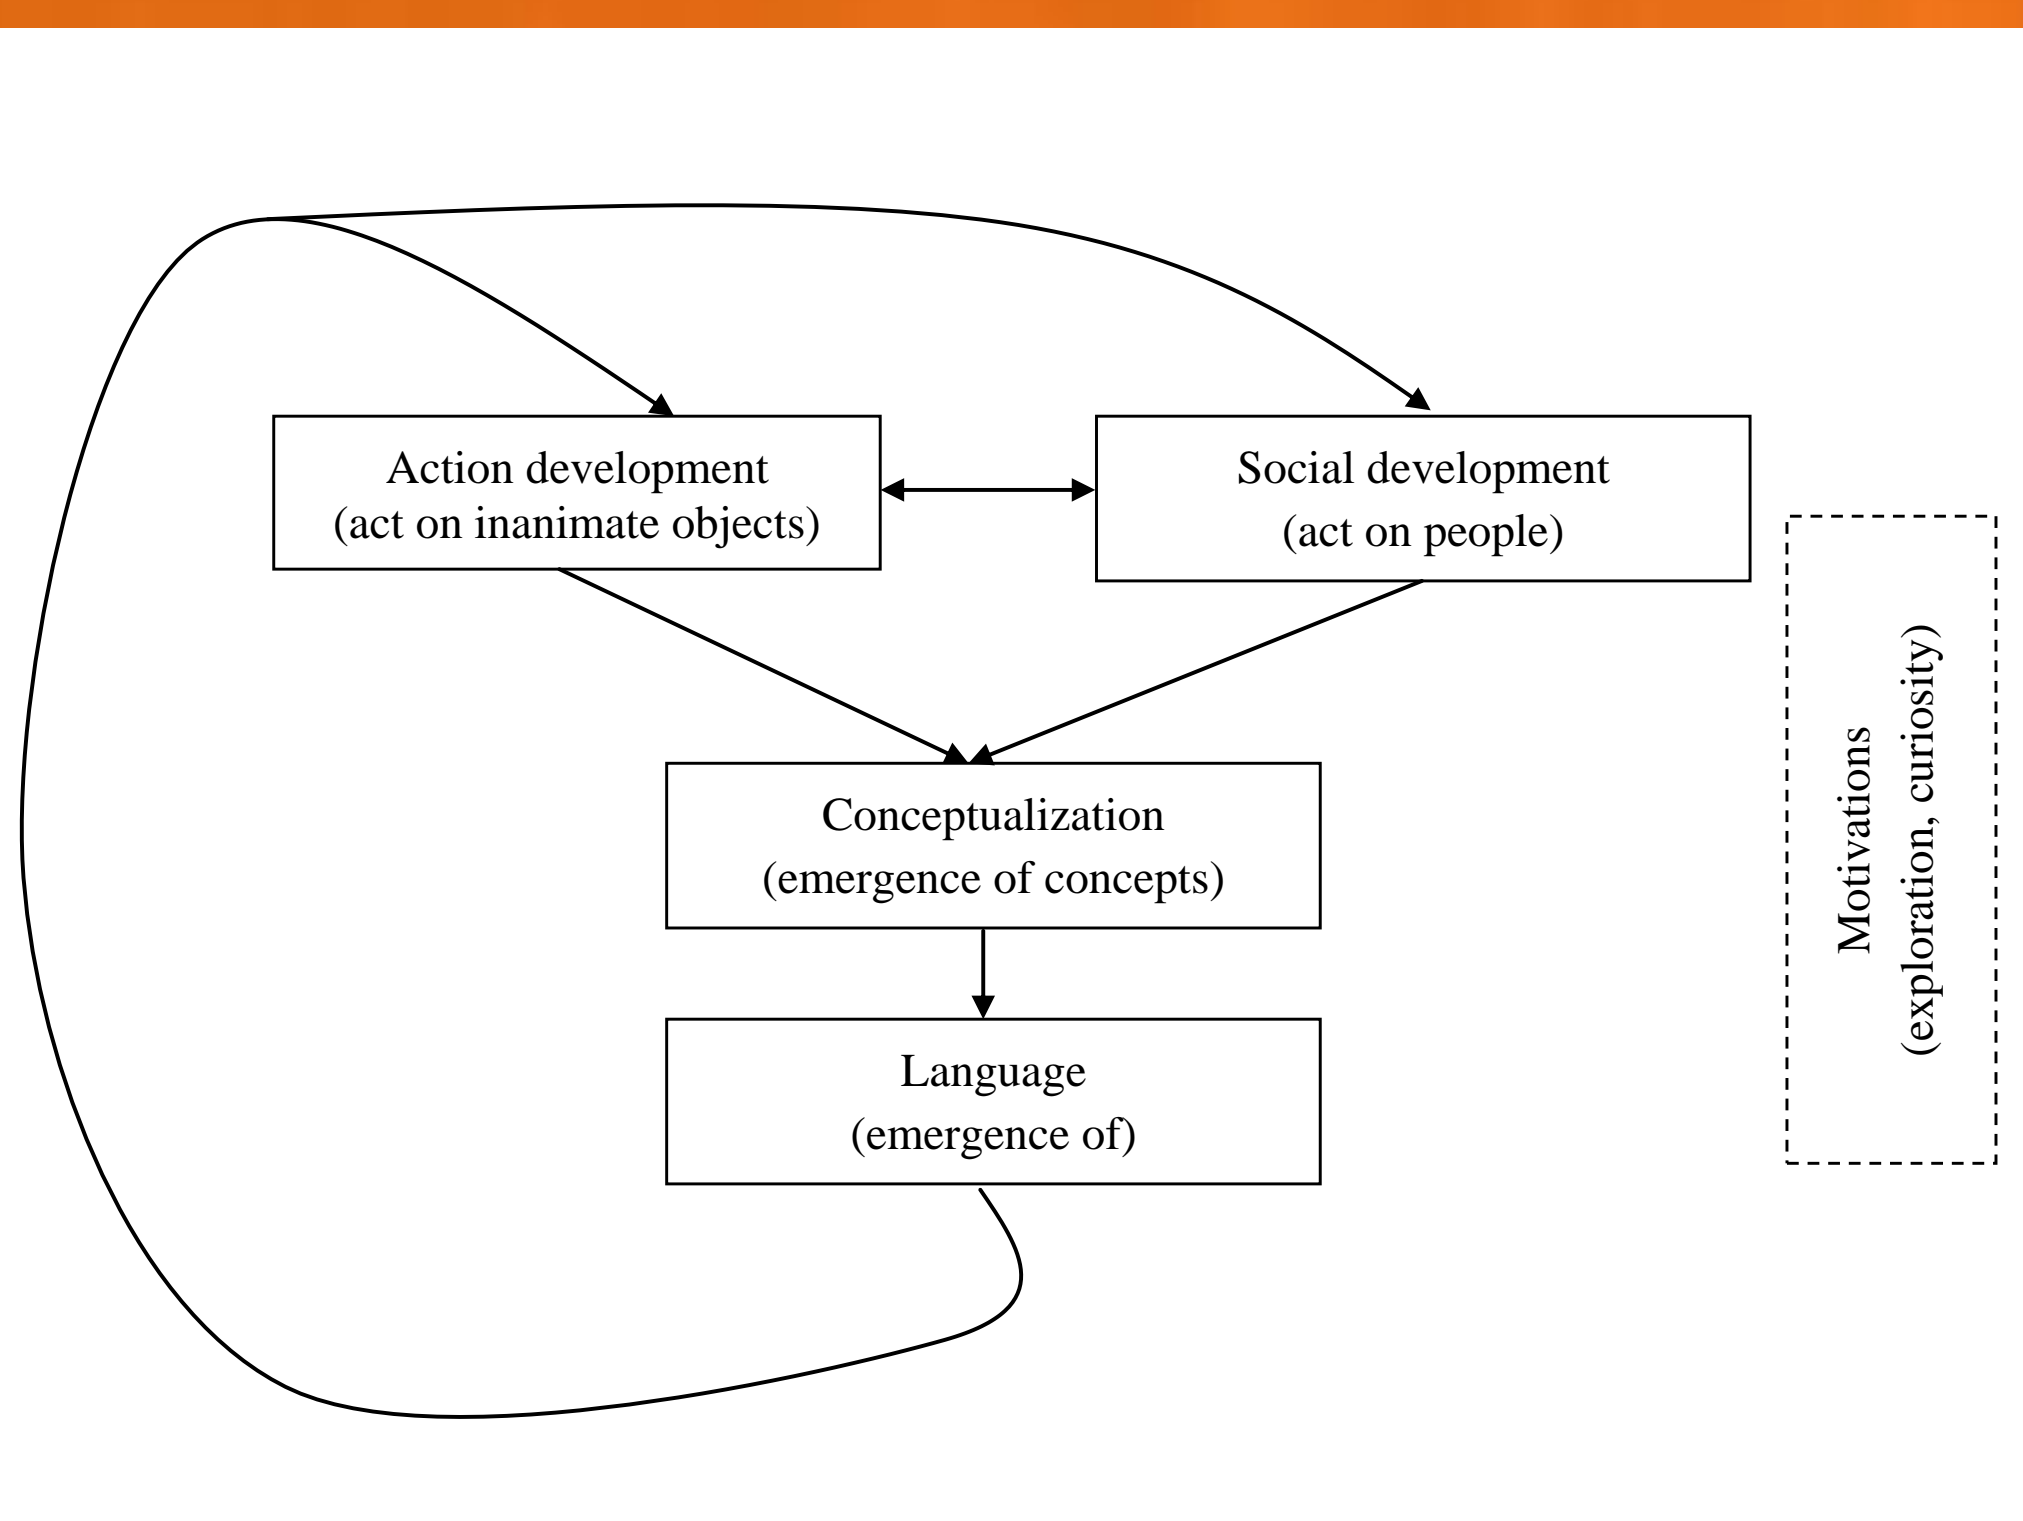 Action development
(act on inanimate objects)
Social development
(act on people)
Conceptualization
(emergence of concepts)
Language
(emergence of)
Motivations
(exploration, curiosity)